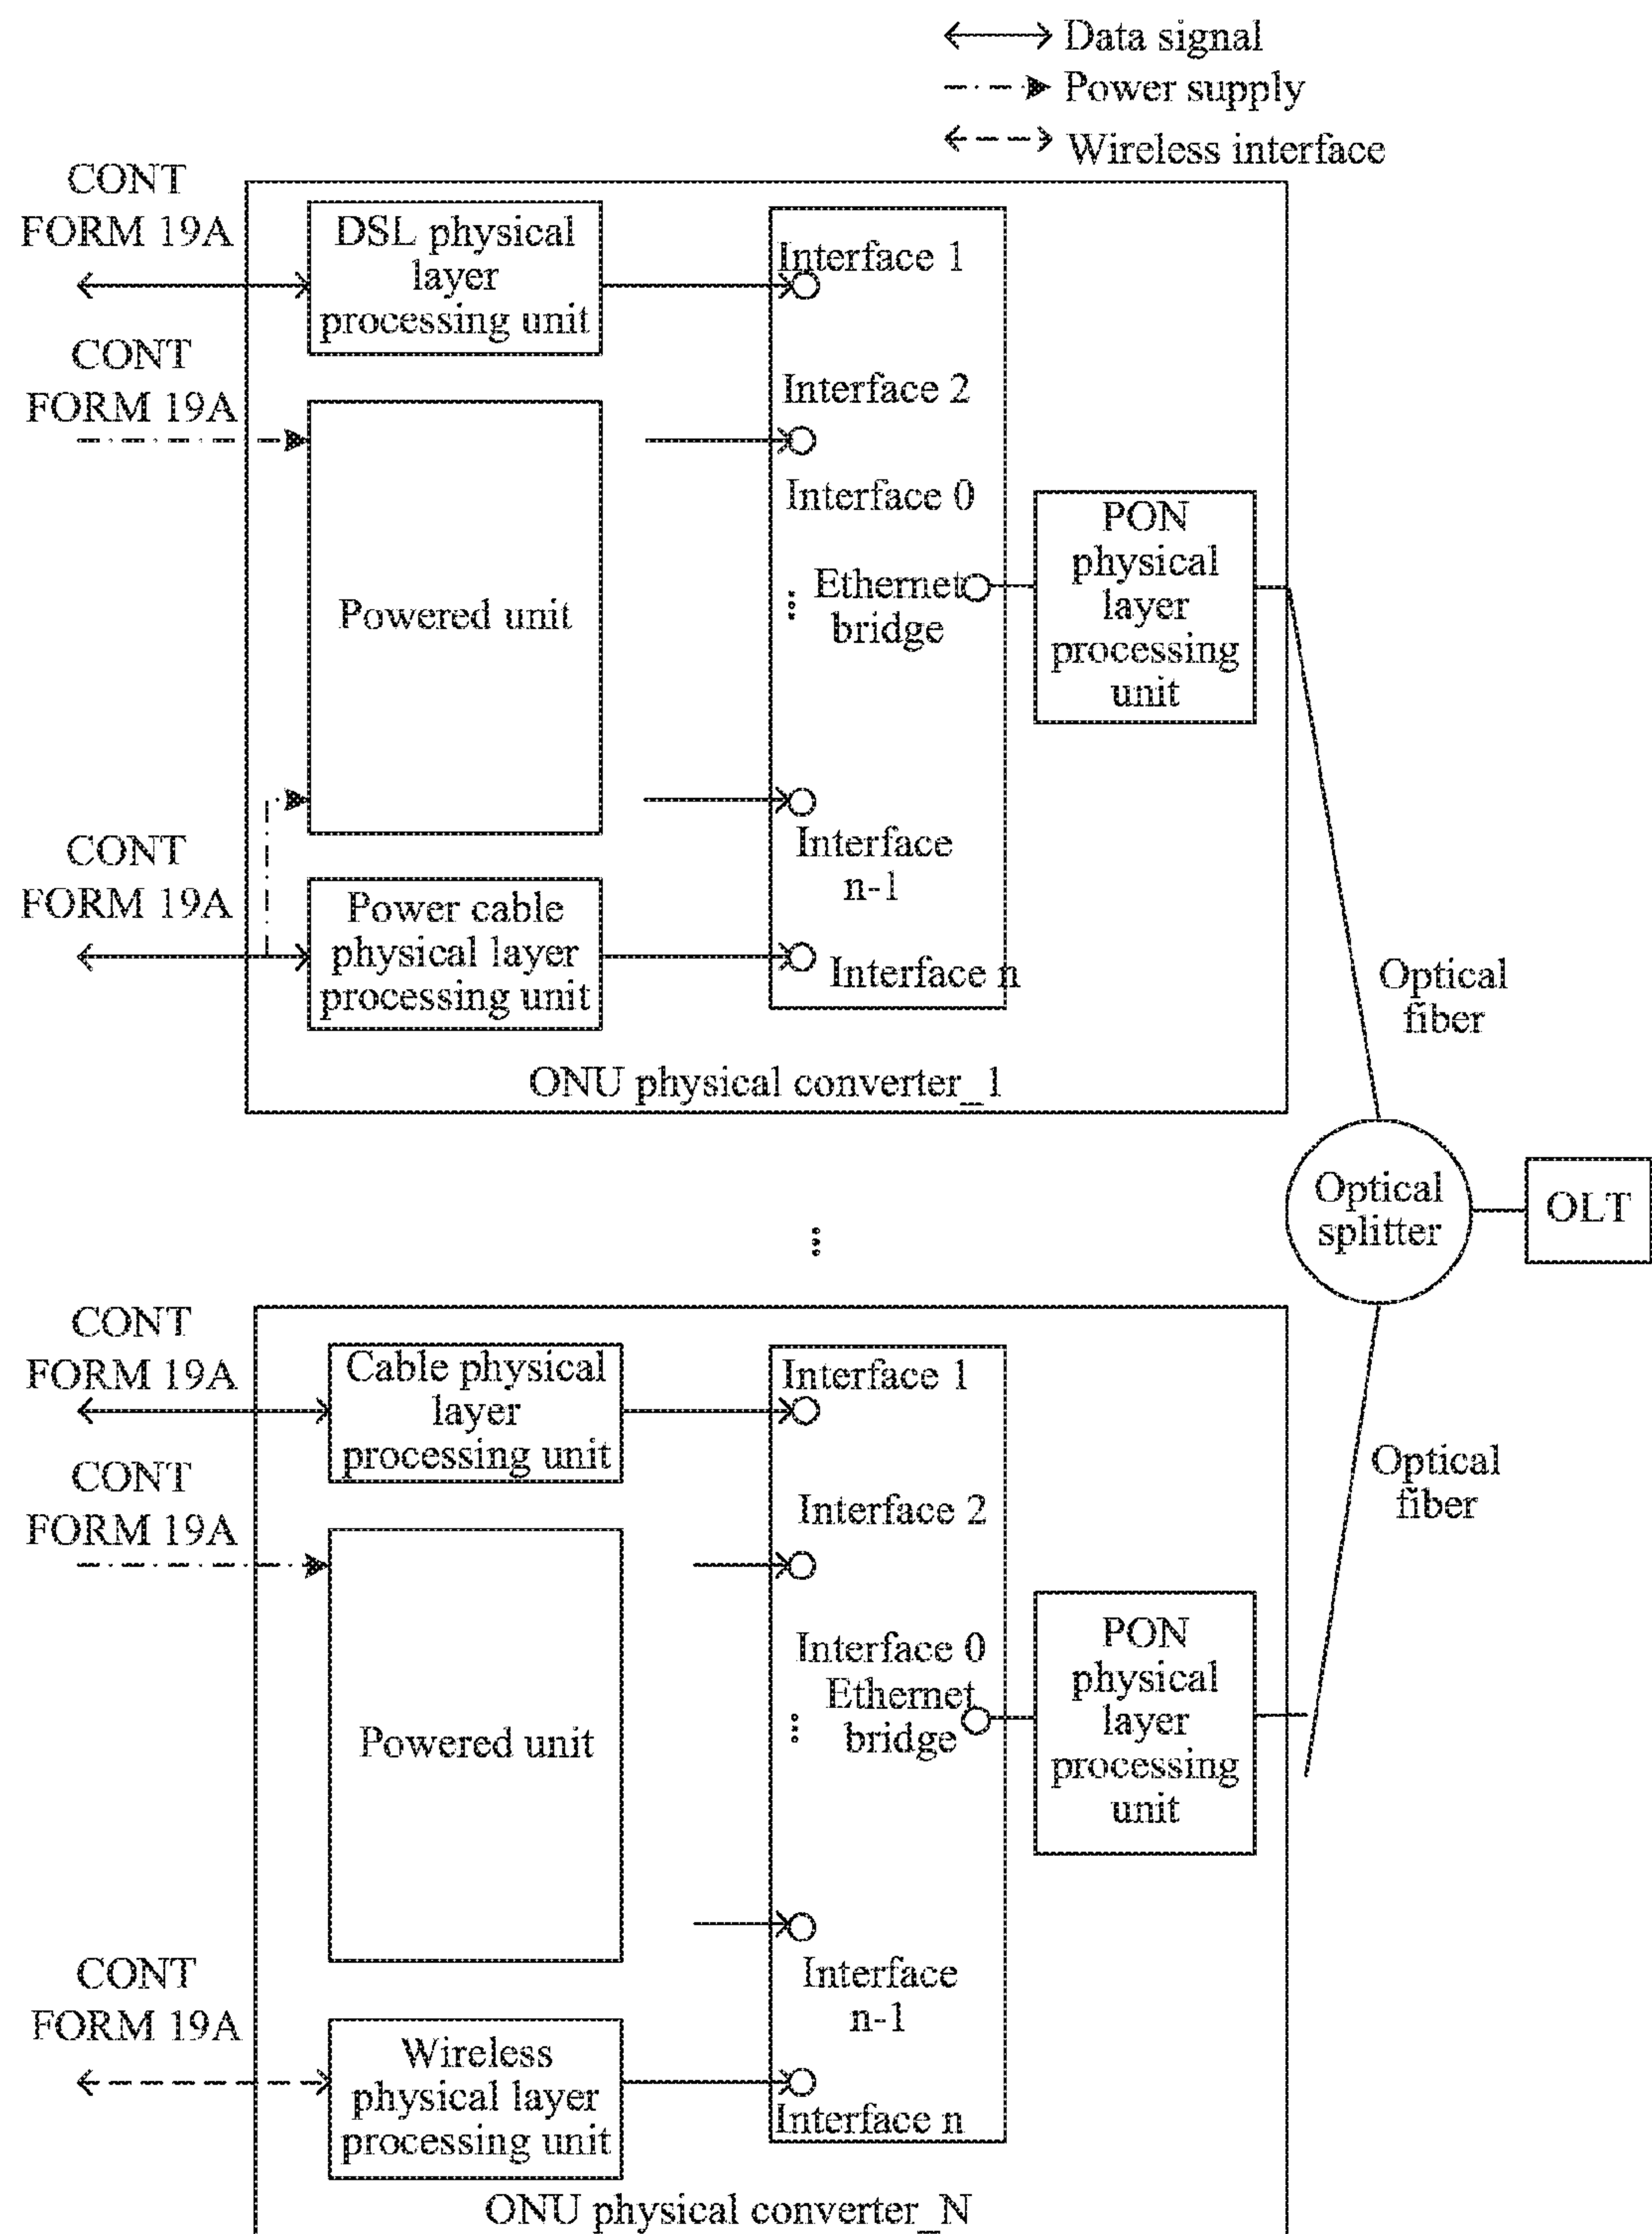 Data signal
Power supply
Wireless interface
CONT
FORM 19A
DSL physical
layer
processing unit
Interface 1
CONT
FORM 19A
Interface 2
Interface 0
Powered unit
...
Ethernet
bridge
PON
physical
layer
processing
unit
Interface
n-1
CONT
FORM 19A
Power cable
physical layer
processing unit
Interface n
Optical
fiber
ONU physical converter_1
Optical
splitter
OLT
...
CONT
FORM 19A
Cable physical
layer
processing unit
Interface 1
CONT
FORM 19A
Interface 2
Optical
fiber
Interface 0
Powered unit
...
Ethernet
bridge
PON
physical
layer
processing
unit
Interface
n-1
CONT
FORM 19A
Wireless
physical layer
processing unit
Interface n
ONU physical converter_N